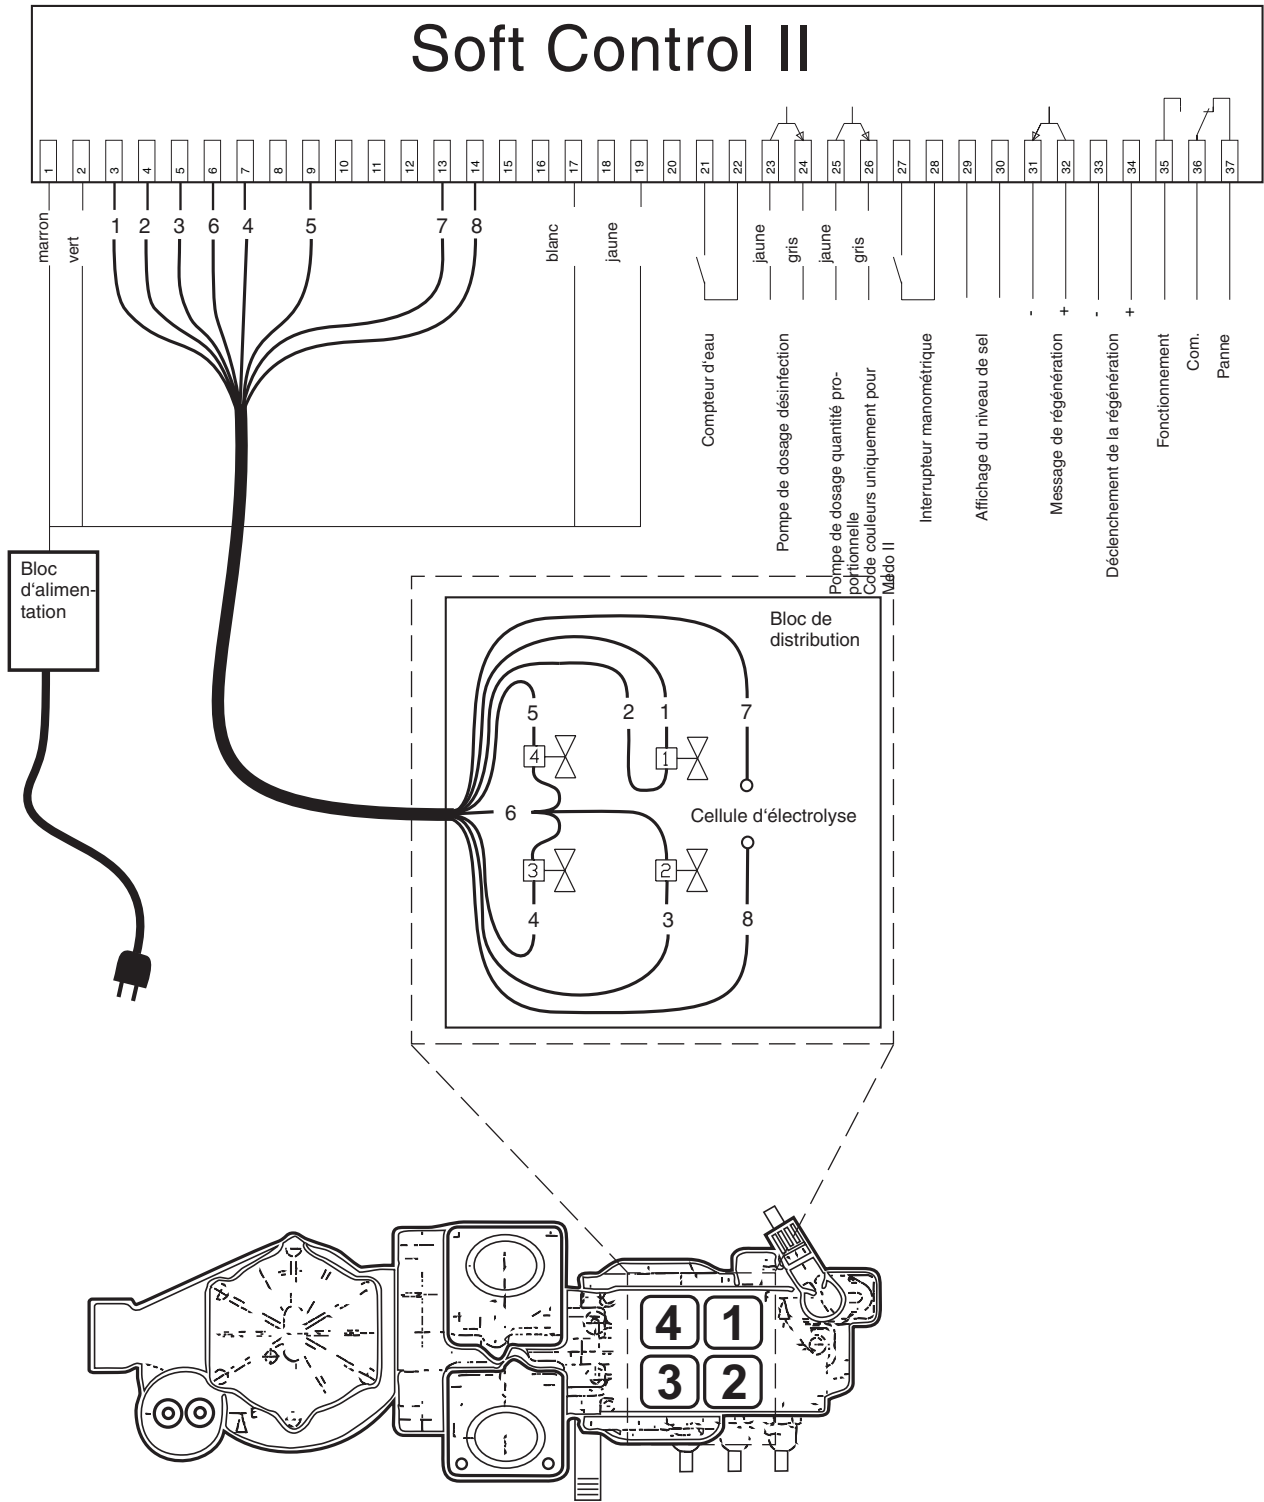 Soft Control II
1 2 3 4 5 6 7 8 9 10 11 12 13 14 15 16 17 18 19 20 21 22 23 24 25 26 27 28 29 30 31 32 33 34 35 36 37
marron
vert
1 2 3 6 4 5 7 8
blanc
jaune
jaune
gris
jaune
gris
- + - +
Compteur d'eau
Pompe de dosage désinfection
Pompe de dosage quantité pro-
portionnelle
Code couleurs uniquement pour
Medo II
Interrupteur manométrique
Affichage du niveau de sel
Message de régénération
Déclenchement de la régénération
Fonctionnement
Com.
Panne
Bloc
d'alimen-
tation
Bloc de
distribution
5 2 1 7
4 1
6
Cellule d'électrolyse
3 2
4 3 8
4 1
3 2
E